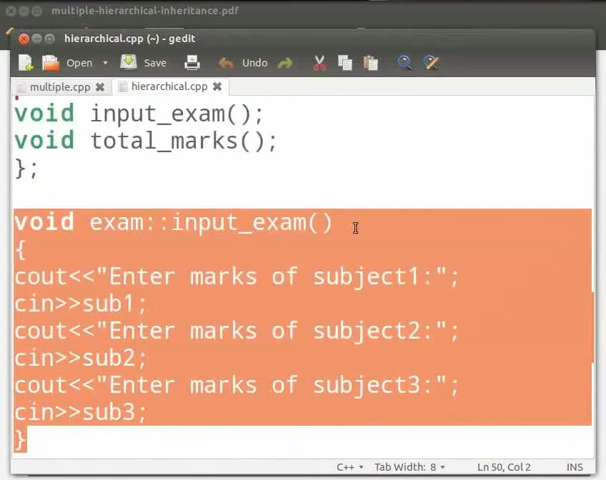 multiple-hierarchical-inheritance.pdf
hierarchical.cpp (~) - gedit
Open Save Undo
multiple.cpp hierarchical.cpp
void input_exam();
void total_marks();
};
void exam::input_exam()
{
cout<<"Enter marks of subject1:";
cin>>sub1;
cout<<"Enter marks of subject2:";
cin>>sub2;
cout<<"Enter marks of subject3:";
cin>>sub3;
}
C++ Tab Width: 8 Ln 50, Col 2 INS